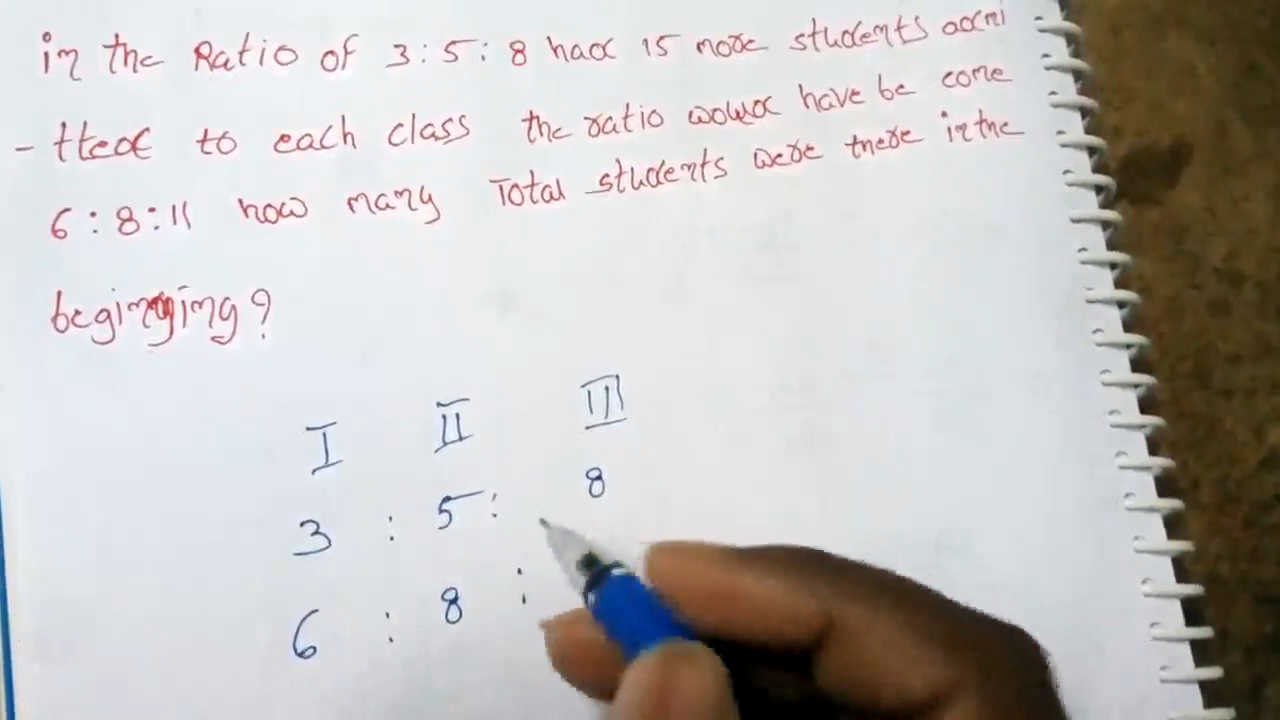 in the Ratio of 3 : 5 : 8 had 15 more students admi
- tted to each class the ratio would have be come
6 : 8 : 11 how many Total students were there in the
beginging?
I II III
3 : 5 : 8
6 : 8 :